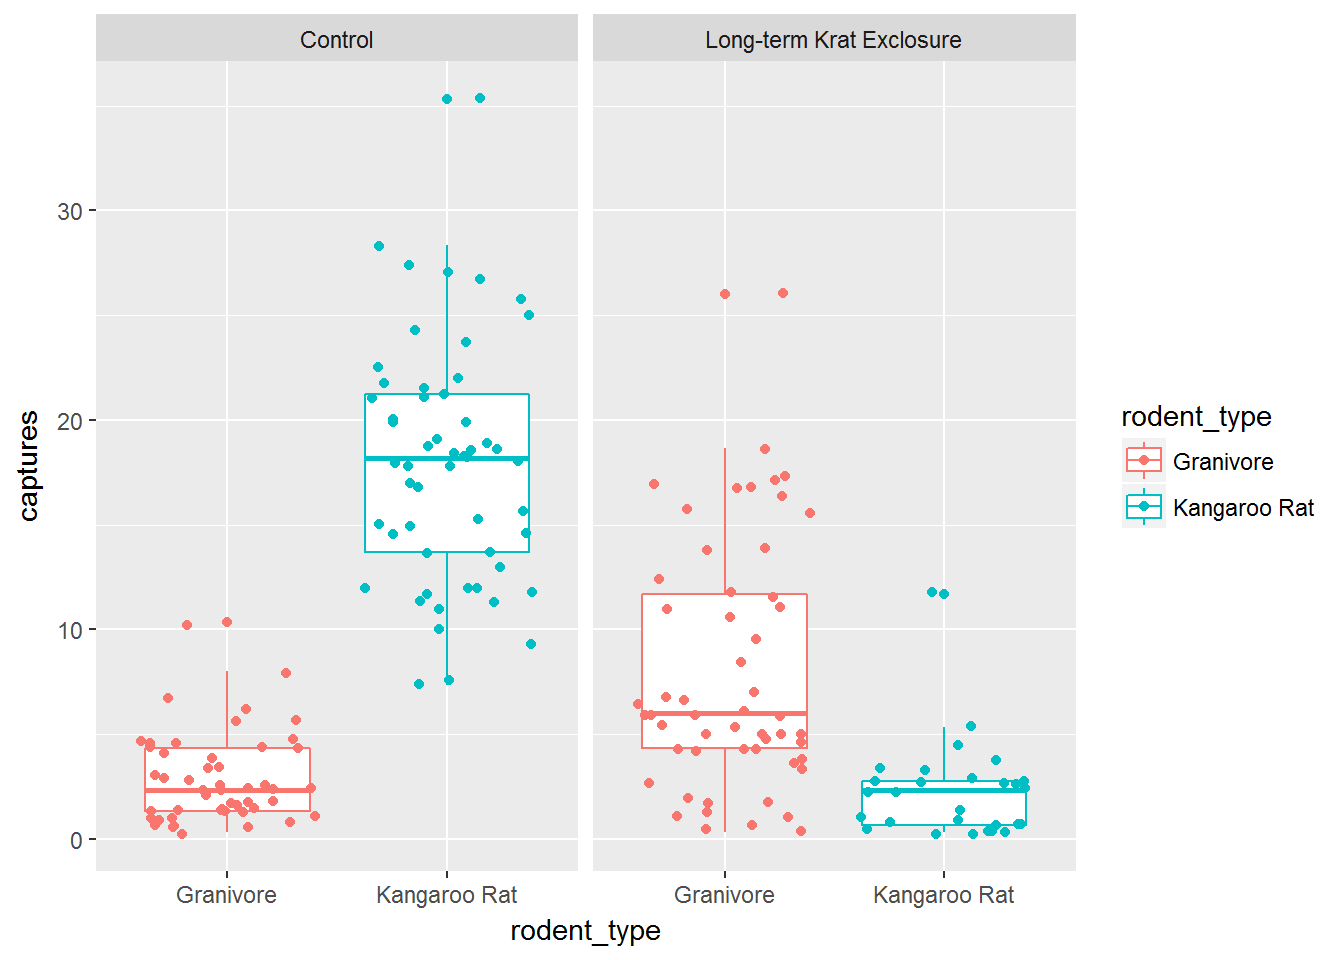 Control
Long-term Krat Exclosure
captures
30
20
10
0
Granivore
Kangaroo Rat
Granivore
Kangaroo Rat
rodent_type
rodent_type
Granivore
Kangaroo Rat